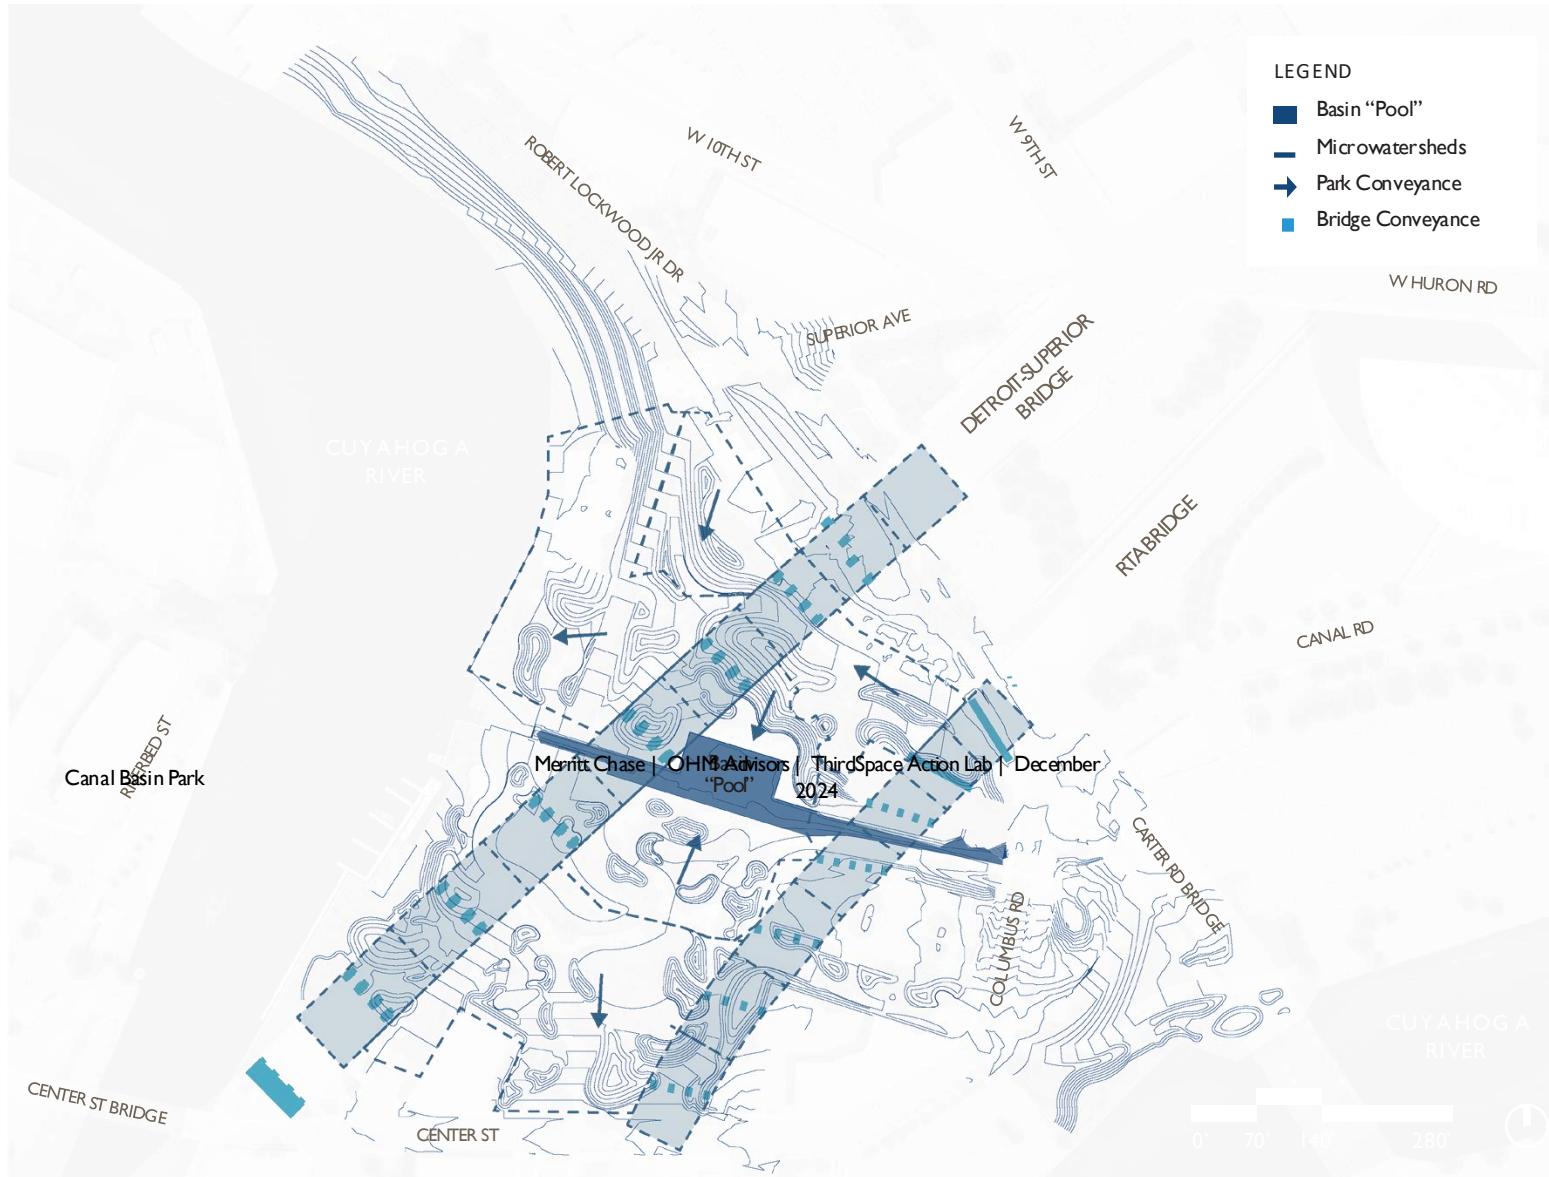 LEGEND
Basin “Pool”
Microwatersheds
Park Conveyance
Bridge Conveyance
W 10TH ST
W 9TH ST
ROBERT LOCKWOOD JR DR
W HURON RD
SUPERIOR AVE
DETROIT-SUPERIOR
BRIDGE
CUYAHOGA
RIVER
RTA BRIDGE
CANAL RD
RIVERBED ST
Canal Basin Park
Merritt Chase | OHM Advisors | ThirdSpace Action Lab | December
2024
Basin
“Pool”
CARTER RD BRIDGE
COLUMBUS RD
CUYAHOGA
RIVER
CENTER ST BRIDGE
CENTER ST
0' 70' 140' 280'